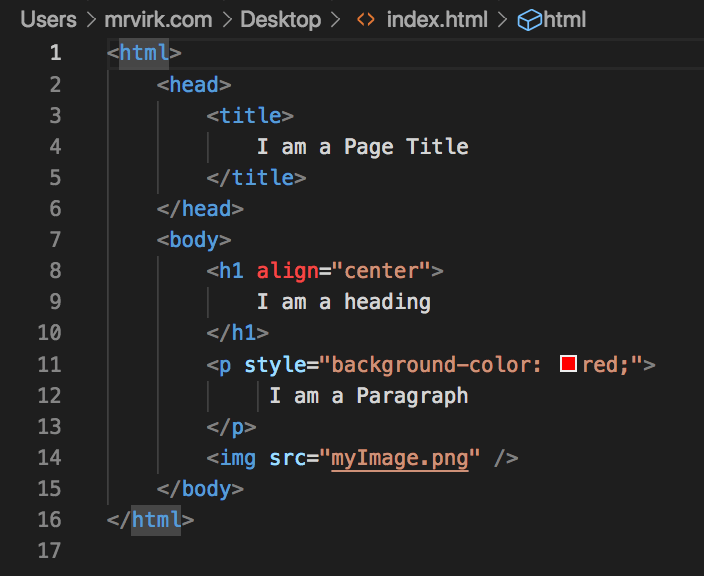 Users > mrvirk.com > Desktop > <> index.html > html
1 <html>
2     <head>
3         <title>
4             I am a Page Title
5         </title>
6     </head>
7     <body>
8         <h1 align="center">
9             I am a heading
10         </h1>
11         <p style="background-color: red;">
12              I am a Paragraph
13         </p>
14         <img src="myImage.png" />
15     </body>
16 </html>
17